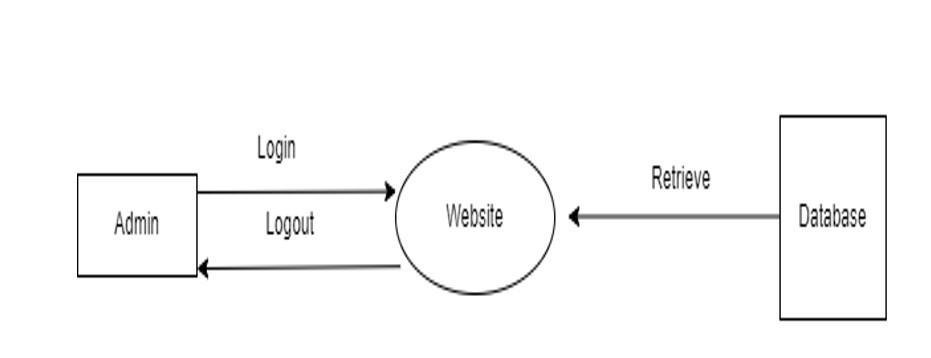 Login
Retrieve
Admin
Logout
Website
Database